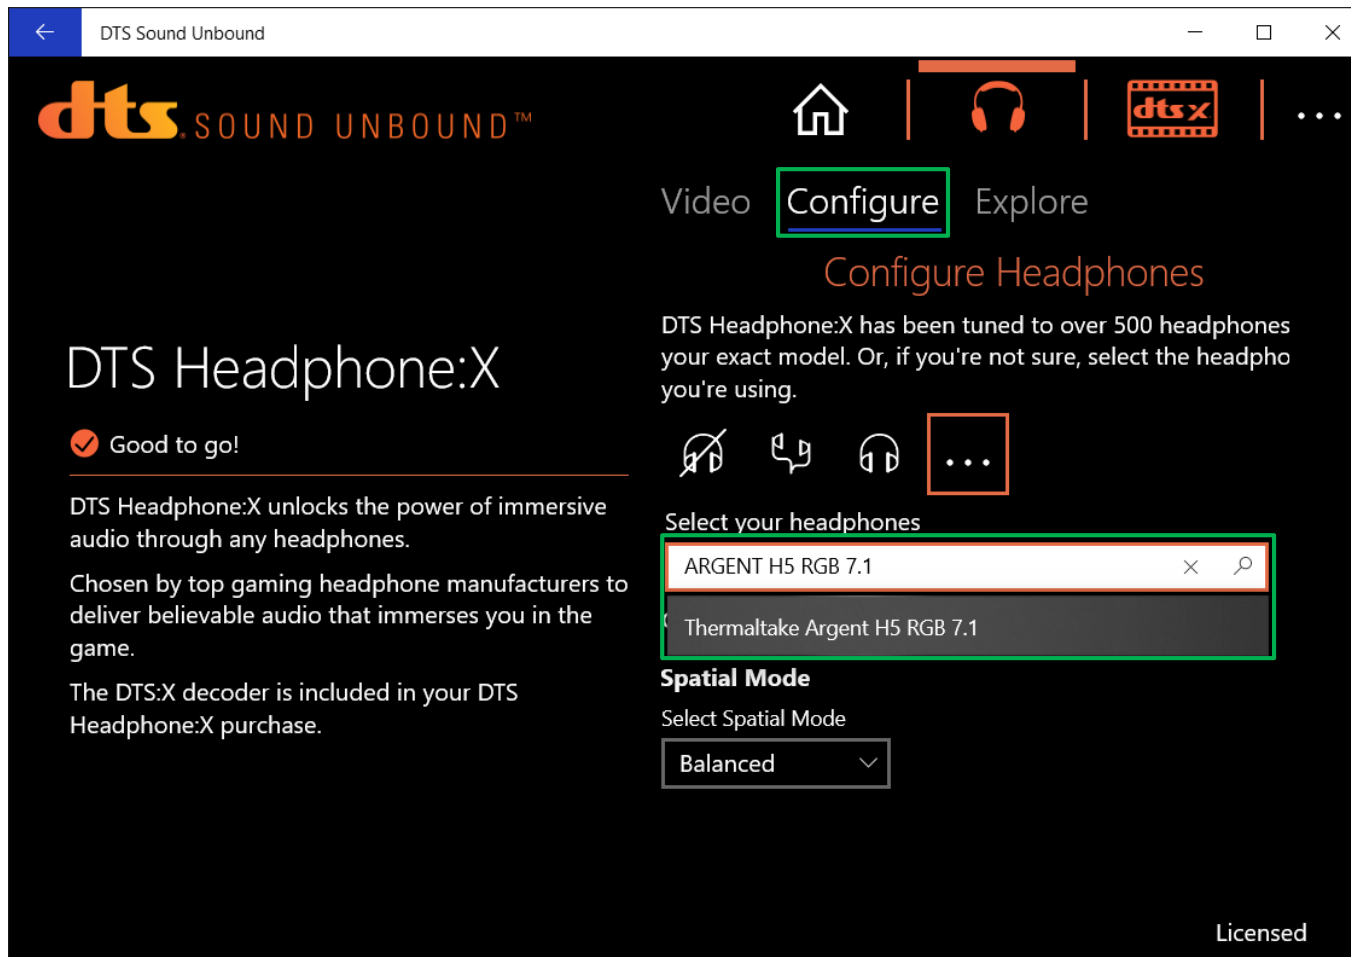 DTS Sound Unbound
dts SOUND UNBOUND™
dtsx
Video Configure Explore
Configure Headphones
DTS Headphone:X has been tuned to over 500 headphones
your exact model. Or, if you're not sure, select the headpho
you're using.
DTS Headphone:X
Good to go!
DTS Headphone:X unlocks the power of immersive
audio through any headphones.
Chosen by top gaming headphone manufacturers to
deliver believable audio that immerses you in the
game.
The DTS:X decoder is included in your DTS
Headphone:X purchase.
Select your headphones
ARGENT H5 RGB 7.1
Thermaltake Argent H5 RGB 7.1
Spatial Mode
Select Spatial Mode
Balanced
Licensed